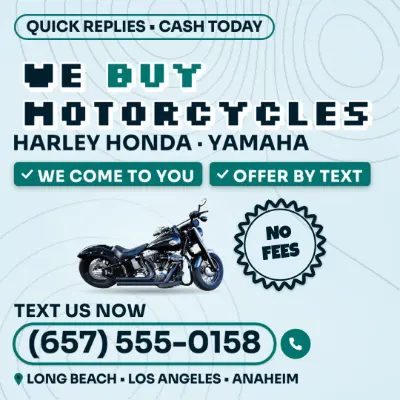 QUICK REPLIES • CASH TODAY
WE BUY
MOTORCYCLES
HARLEY HONDA · YAMAHA
WE COME TO YOU
OFFER BY TEXT
NO
FEES
TEXT US NOW
(657) 555-0158
LONG BEACH • LOS ANGELES • ANAHEIM